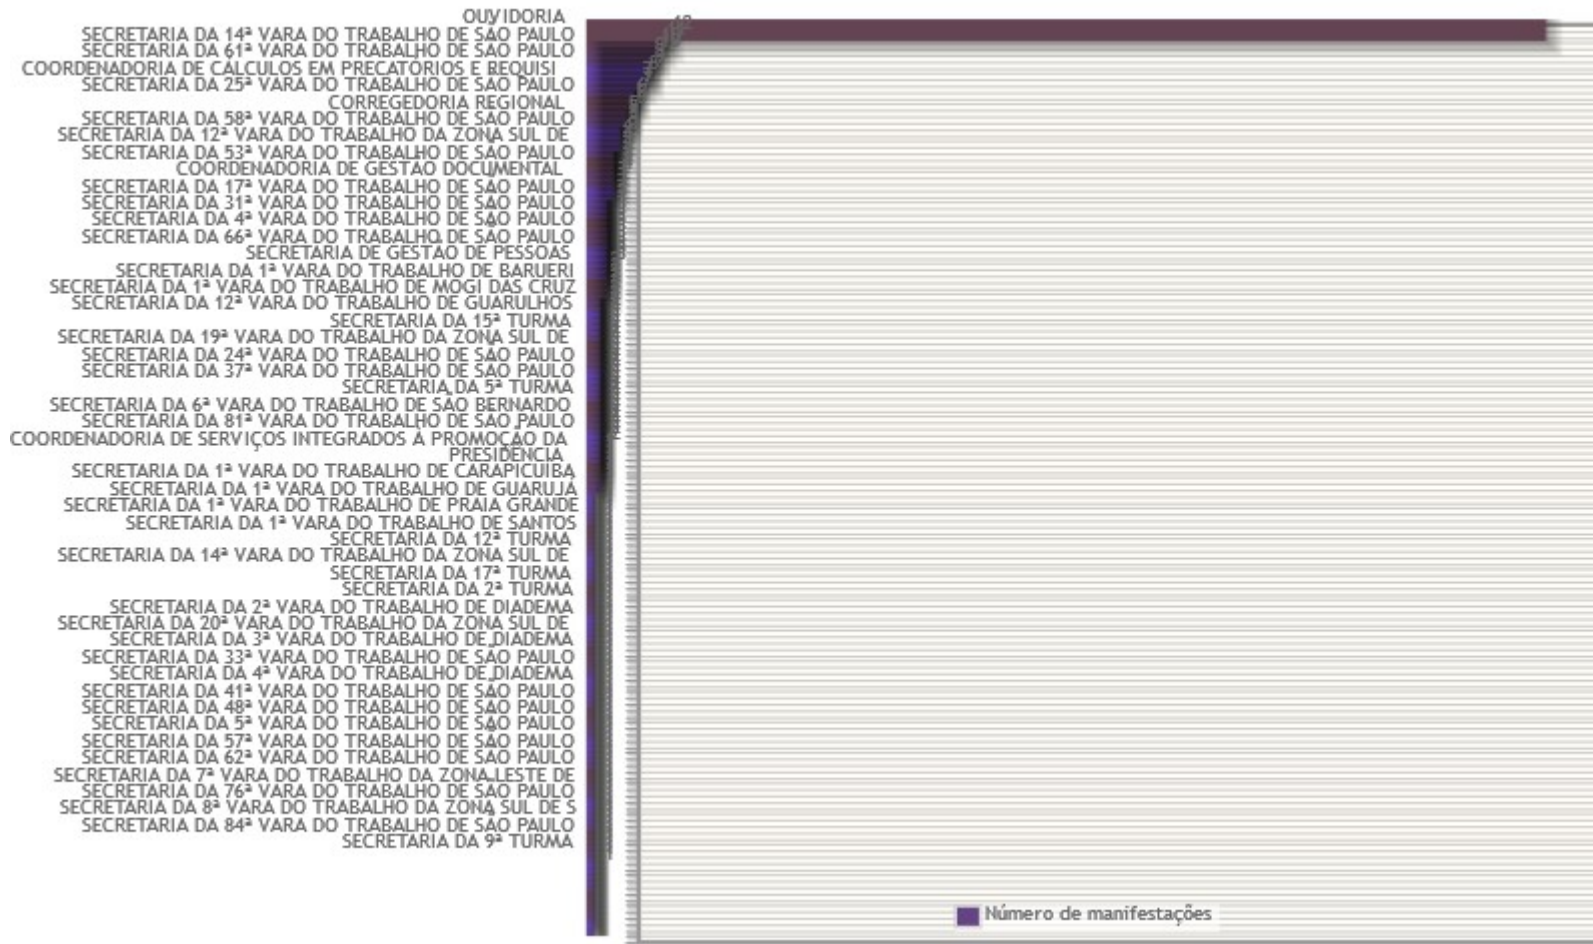 OUVIDORIA
SECRETARIA DA 14ª VARA DO TRABALHO DE SÃO PAULO
SECRETARIA DA 61ª VARA DO TRABALHO DE SÃO PAULO
COORDENADORIA DE CÁLCULOS EM PRECATÓRIOS E REQUISI
SECRETARIA DA 25ª VARA DO TRABALHO DE SÃO PAULO
CORREGEDORIA REGIONAL
SECRETARIA DA 58ª VARA DO TRABALHO DE SÃO PAULO
SECRETARIA DA 12ª VARA DO TRABALHO DA ZONA SUL DE
SECRETARIA DA 53ª VARA DO TRABALHO DE SÃO PAULO
COORDENADORIA DE GESTÃO DOCUMENTAL
SECRETARIA DA 17ª VARA DO TRABALHO DE SÃO PAULO
SECRETARIA DA 31ª VARA DO TRABALHO DE SÃO PAULO
SECRETARIA DA 4ª VARA DO TRABALHO DE SÃO PAULO
SECRETARIA DA 66ª VARA DO TRABALHO DE SÃO PAULO
SECRETARIA DE GESTÃO DE PESSOAS
SECRETARIA DA 1ª VARA DO TRABALHO DE BARUERI
SECRETARIA DA 1ª VARA DO TRABALHO DE MOGI DAS CRUZ
SECRETARIA DA 12ª VARA DO TRABALHO DE GUARULHOS
SECRETARIA DA 15ª TURMA
SECRETARIA DA 19ª VARA DO TRABALHO DA ZONA SUL DE
SECRETARIA DA 24ª VARA DO TRABALHO DE SÃO PAULO
SECRETARIA DA 37ª VARA DO TRABALHO DE SÃO PAULO
SECRETARIA DA 5ª TURMA
SECRETARIA DA 6ª VARA DO TRABALHO DE SÃO BERNARDO
SECRETARIA DA 81ª VARA DO TRABALHO DE SÃO PAULO
COORDENADORIA DE SERVIÇOS INTEGRADOS À PROMOÇÃO DA
PRESIDÊNCIA
SECRETARIA DA 1ª VARA DO TRABALHO DE CARAPICUÍBA
SECRETARIA DA 1ª VARA DO TRABALHO DE GUARUJÁ
SECRETARIA DA 1ª VARA DO TRABALHO DE PRAIA GRANDE
SECRETARIA DA 1ª VARA DO TRABALHO DE SANTOS
SECRETARIA DA 12ª TURMA
SECRETARIA DA 14ª VARA DO TRABALHO DA ZONA SUL DE
SECRETARIA DA 17ª TURMA
SECRETARIA DA 2ª TURMA
SECRETARIA DA 2ª VARA DO TRABALHO DE DIADEMA
SECRETARIA DA 20ª VARA DO TRABALHO DA ZONA SUL DE
SECRETARIA DA 3ª VARA DO TRABALHO DE DIADEMA
SECRETARIA DA 33ª VARA DO TRABALHO DE SÃO PAULO
SECRETARIA DA 4ª VARA DO TRABALHO DE DIADEMA
SECRETARIA DA 41ª VARA DO TRABALHO DE SÃO PAULO
SECRETARIA DA 48ª VARA DO TRABALHO DE SÃO PAULO
SECRETARIA DA 5ª VARA DO TRABALHO DE SÃO PAULO
SECRETARIA DA 57ª VARA DO TRABALHO DE SÃO PAULO
SECRETARIA DA 62ª VARA DO TRABALHO DE SÃO PAULO
SECRETARIA DA 7ª VARA DO TRABALHO DA ZONA LESTE DE
SECRETARIA DA 76ª VARA DO TRABALHO DE SÃO PAULO
SECRETARIA DA 8ª VARA DO TRABALHO DA ZONA SUL DE S
SECRETARIA DA 84ª VARA DO TRABALHO DE SÃO PAULO
SECRETARIA DA 9ª TURMA
Número de manifestações